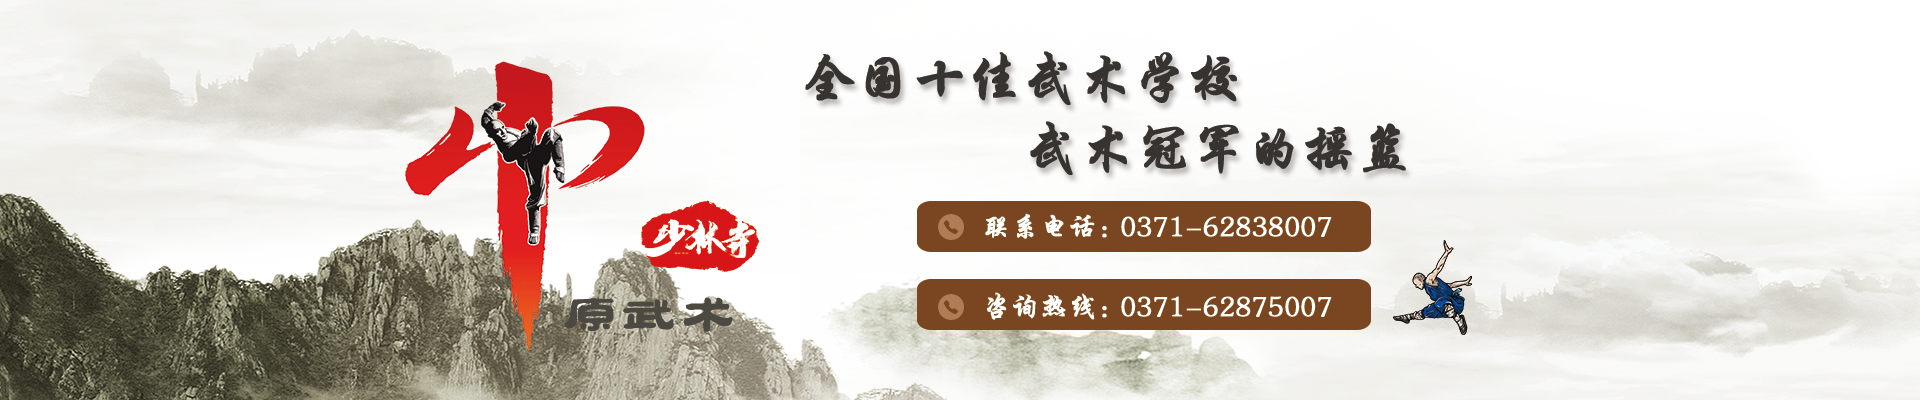 全国十佳武术学校
武术冠军的摇篮
中
少林寺
原武术
联系电话：0371-62838007
咨询热线：0371-62875007